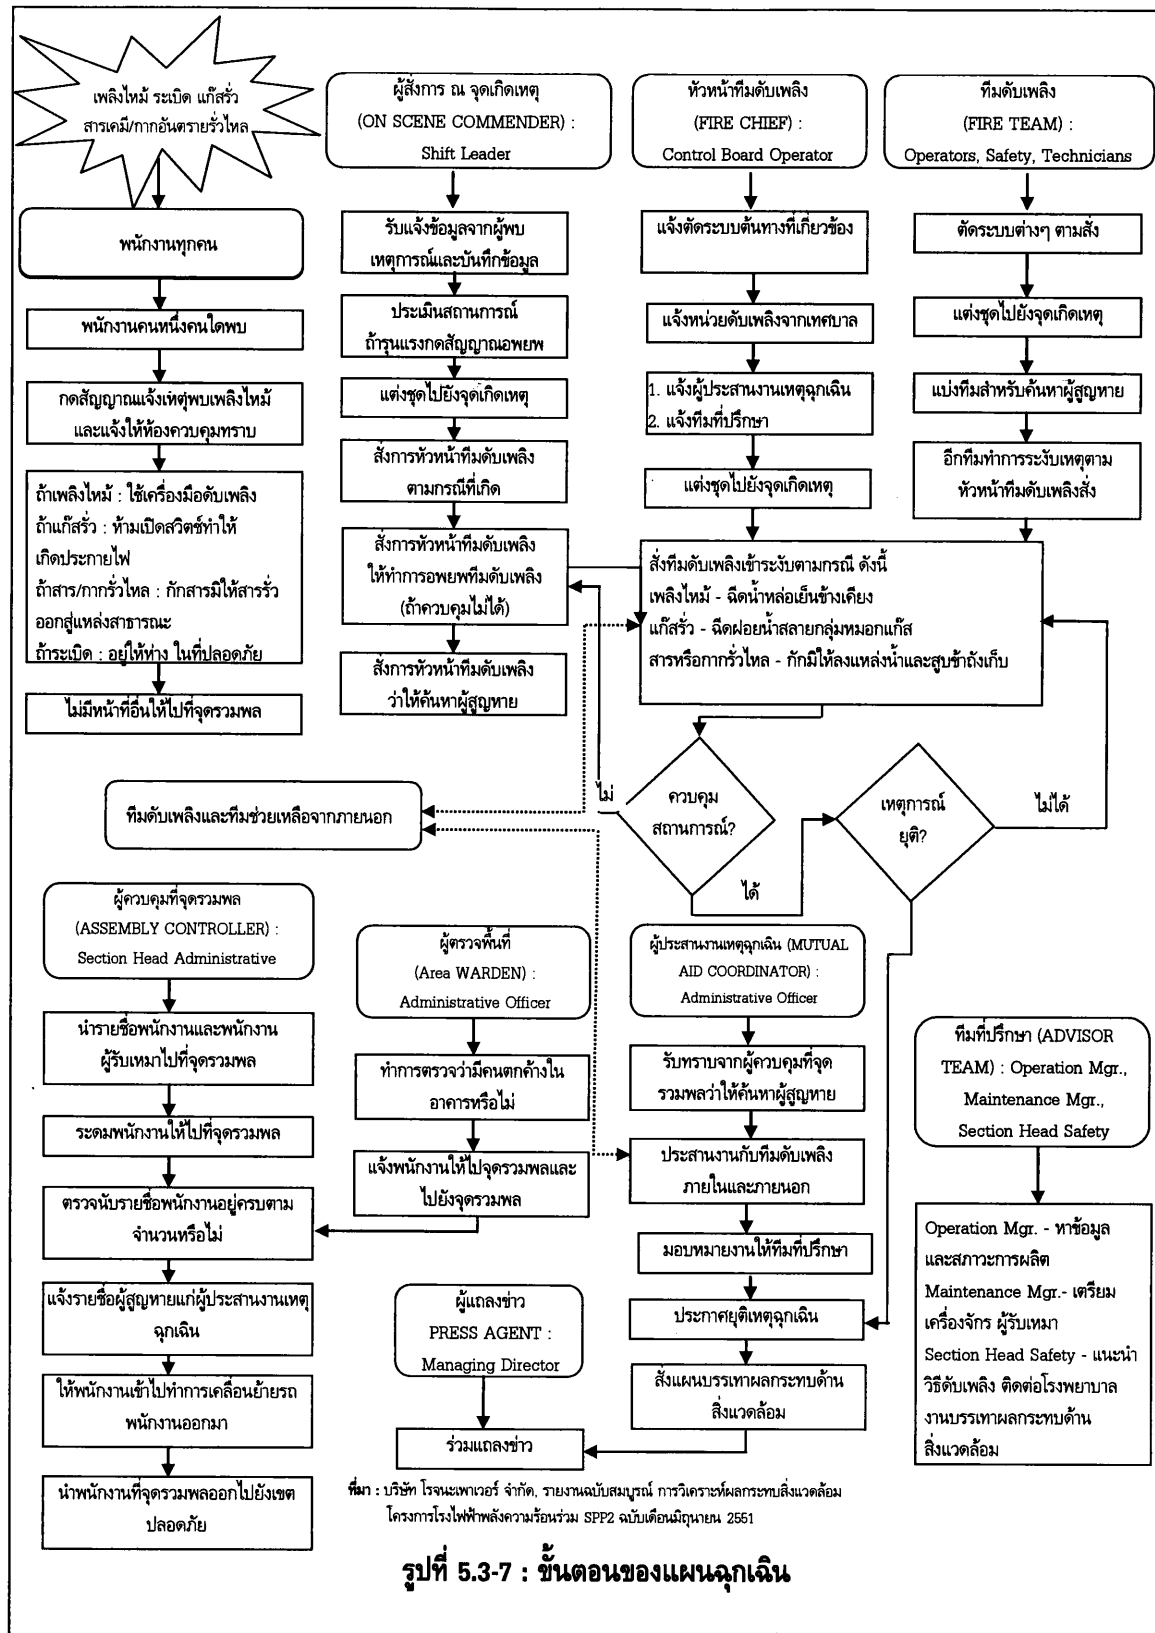 เพลิงไหม้ ระเบิด แก๊สรั่ว
สารเคมี/กากอันตรายรั่วไหล
พนักงานทุกคน
พนักงานคนหนึ่งคนใดพบ
กดสัญญาณแจ้งเหตุพบเพลิงไหม้
และแจ้งให้ห้องควบคุมทราบ
ถ้าเพลิงไหม้ : ใช้เครื่องมือดับเพลิง
ถ้าแก๊สรั่ว : ห้ามเปิดสวิตซ์ทำให้
เกิดประกายไฟ
ถ้าสาร/กากรั่วไหล : กักสารมิให้สารรั่ว
ออกสู่แหล่งสาธารณะ
ถ้าระเบิด : อยู่ให้ห่าง ในที่ปลอดภัย
ไม่มีหน้าที่อื่นให้ไปที่จุดรวมพล
ผู้สั่งการ ณ จุดเกิดเหตุ
(ON SCENE COMMENDER) :
Shift Leader
รับแจ้งข้อมูลจากผู้พบ
เหตุการณ์และบันทึกข้อมูล
ประเมินสถานการณ์
ถ้ารุนแรงกดสัญญาณอพยพ
แต่งชุดไปยังจุดเกิดเหตุ
สั่งการหัวหน้าทีมดับเพลิง
ตามกรณีที่เกิด
สั่งการหัวหน้าทีมดับเพลิง
ให้ทำการอพยพทีมดับเพลิง
(ถ้าควบคุมไม่ได้)
สั่งการหัวหน้าทีมดับเพลิง
ว่าให้ค้นหาผู้สูญหาย
หัวหน้าทีมดับเพลิง
(FIRE CHIEF) :
Control Board Operator
แจ้งตัดระบบต้นทางที่เกี่ยวข้อง
แจ้งหน่วยดับเพลิงจากเทศบาล
1. แจ้งผู้ประสานงานเหตุฉุกเฉิน
2. แจ้งทีมที่ปรึกษา
แต่งชุดไปยังจุดเกิดเหตุ
ทีมดับเพลิง
(FIRE TEAM) :
Operators, Safety, Technicians
ตัดระบบต่างๆ ตามสั่ง
แต่งชุดไปยังจุดเกิดเหตุ
แบ่งทีมสำหรับค้นหาผู้สูญหาย
อีกทีมทำการระงับเหตุตาม
หัวหน้าทีมดับเพลิงสั่ง
สั่งทีมดับเพลิงเข้าระงับตามกรณี ดังนี้
เพลิงไหม้ - ฉีดน้ำหล่อเย็นข้างเคียง
แก๊สรั่ว - ฉีดฝอยน้ำสลายกลุ่มหมอกแก๊ส
สารหรือกากรั่วไหล - กักมิให้ลงแหล่งน้ำและสูบเข้าถังเก็บ
ไม่
ควบคุม
สถานการณ์?
ได้
เหตุการณ์
ยุติ?
ไม่ได้
ทีมดับเพลิงและทีมช่วยเหลือจากภายนอก
ผู้ควบคุมที่จุดรวมพล
(ASSEMBLY CONTROLLER) :
Section Head Administrative
นำรายชื่อพนักงานและพนักงาน
ผู้รับเหมาไปที่จุดรวมพล
ระดมพนักงานให้ไปที่จุดรวมพล
ตรวจนับรายชื่อพนักงานอยู่ครบตาม
จำนวนหรือไม่
แจ้งรายชื่อผู้สูญหายแก่ผู้ประสานงานเหตุ
ฉุกเฉิน
ให้พนักงานเข้าไปทำการเคลื่อนย้ายรถ
พนักงานออกมา
นำพนักงานที่จุดรวมพลออกไปยังเขต
ปลอดภัย
ผู้ตรวจพื้นที่
(Area WARDEN) :
Administrative Officer
ทำการตรวจว่ามีคนตกค้างใน
อาคารหรือไม่
แจ้งพนักงานให้ไปจุดรวมพลและ
ไปยังจุดรวมพล
ผู้แถลงข่าว
PRESS AGENT :
Managing Director
ร่วมแถลงข่าว
ผู้ประสานงานเหตุฉุกเฉิน (MUTUAL
AID COORDINATOR) :
Administrative Officer
รับทราบจากผู้ควบคุมที่จุด
รวมพลว่าให้ค้นหาผู้สูญหาย
ประสานงานกับทีมดับเพลิง
ภายในและภายนอก
มอบหมายงานให้ทีมที่ปรึกษา
ประกาศยุติเหตุฉุกเฉิน
สั่งแผนบรรเทาผลกระทบด้าน
สิ่งแวดล้อม
ทีมที่ปรึกษา (ADVISOR
TEAM) : Operation Mgr.,
Maintenance Mgr.,
Section Head Safety
Operation Mgr. - หาข้อมูล
และสภาวะการผลิต
Maintenance Mgr.- เตรียม
เครื่องจักร ผู้รับเหมา
Section Head Safety - แนะนำ
วิธีดับเพลิง ติดต่อโรงพยาบาล
งานบรรเทาผลกระทบด้าน
สิ่งแวดล้อม
ที่มา : บริษัท โรจนะเพาเวอร์ จำกัด, รายงานฉบับสมบูรณ์ การวิเคราะห์ผลกระทบสิ่งแวดล้อม
โครงการโรงไฟฟ้าพลังความร้อนร่วม SPP2 ฉบับเดือนมิถุนายน 2551
รูปที่ 5.3-7 : ขั้นตอนของแผนฉุกเฉิน